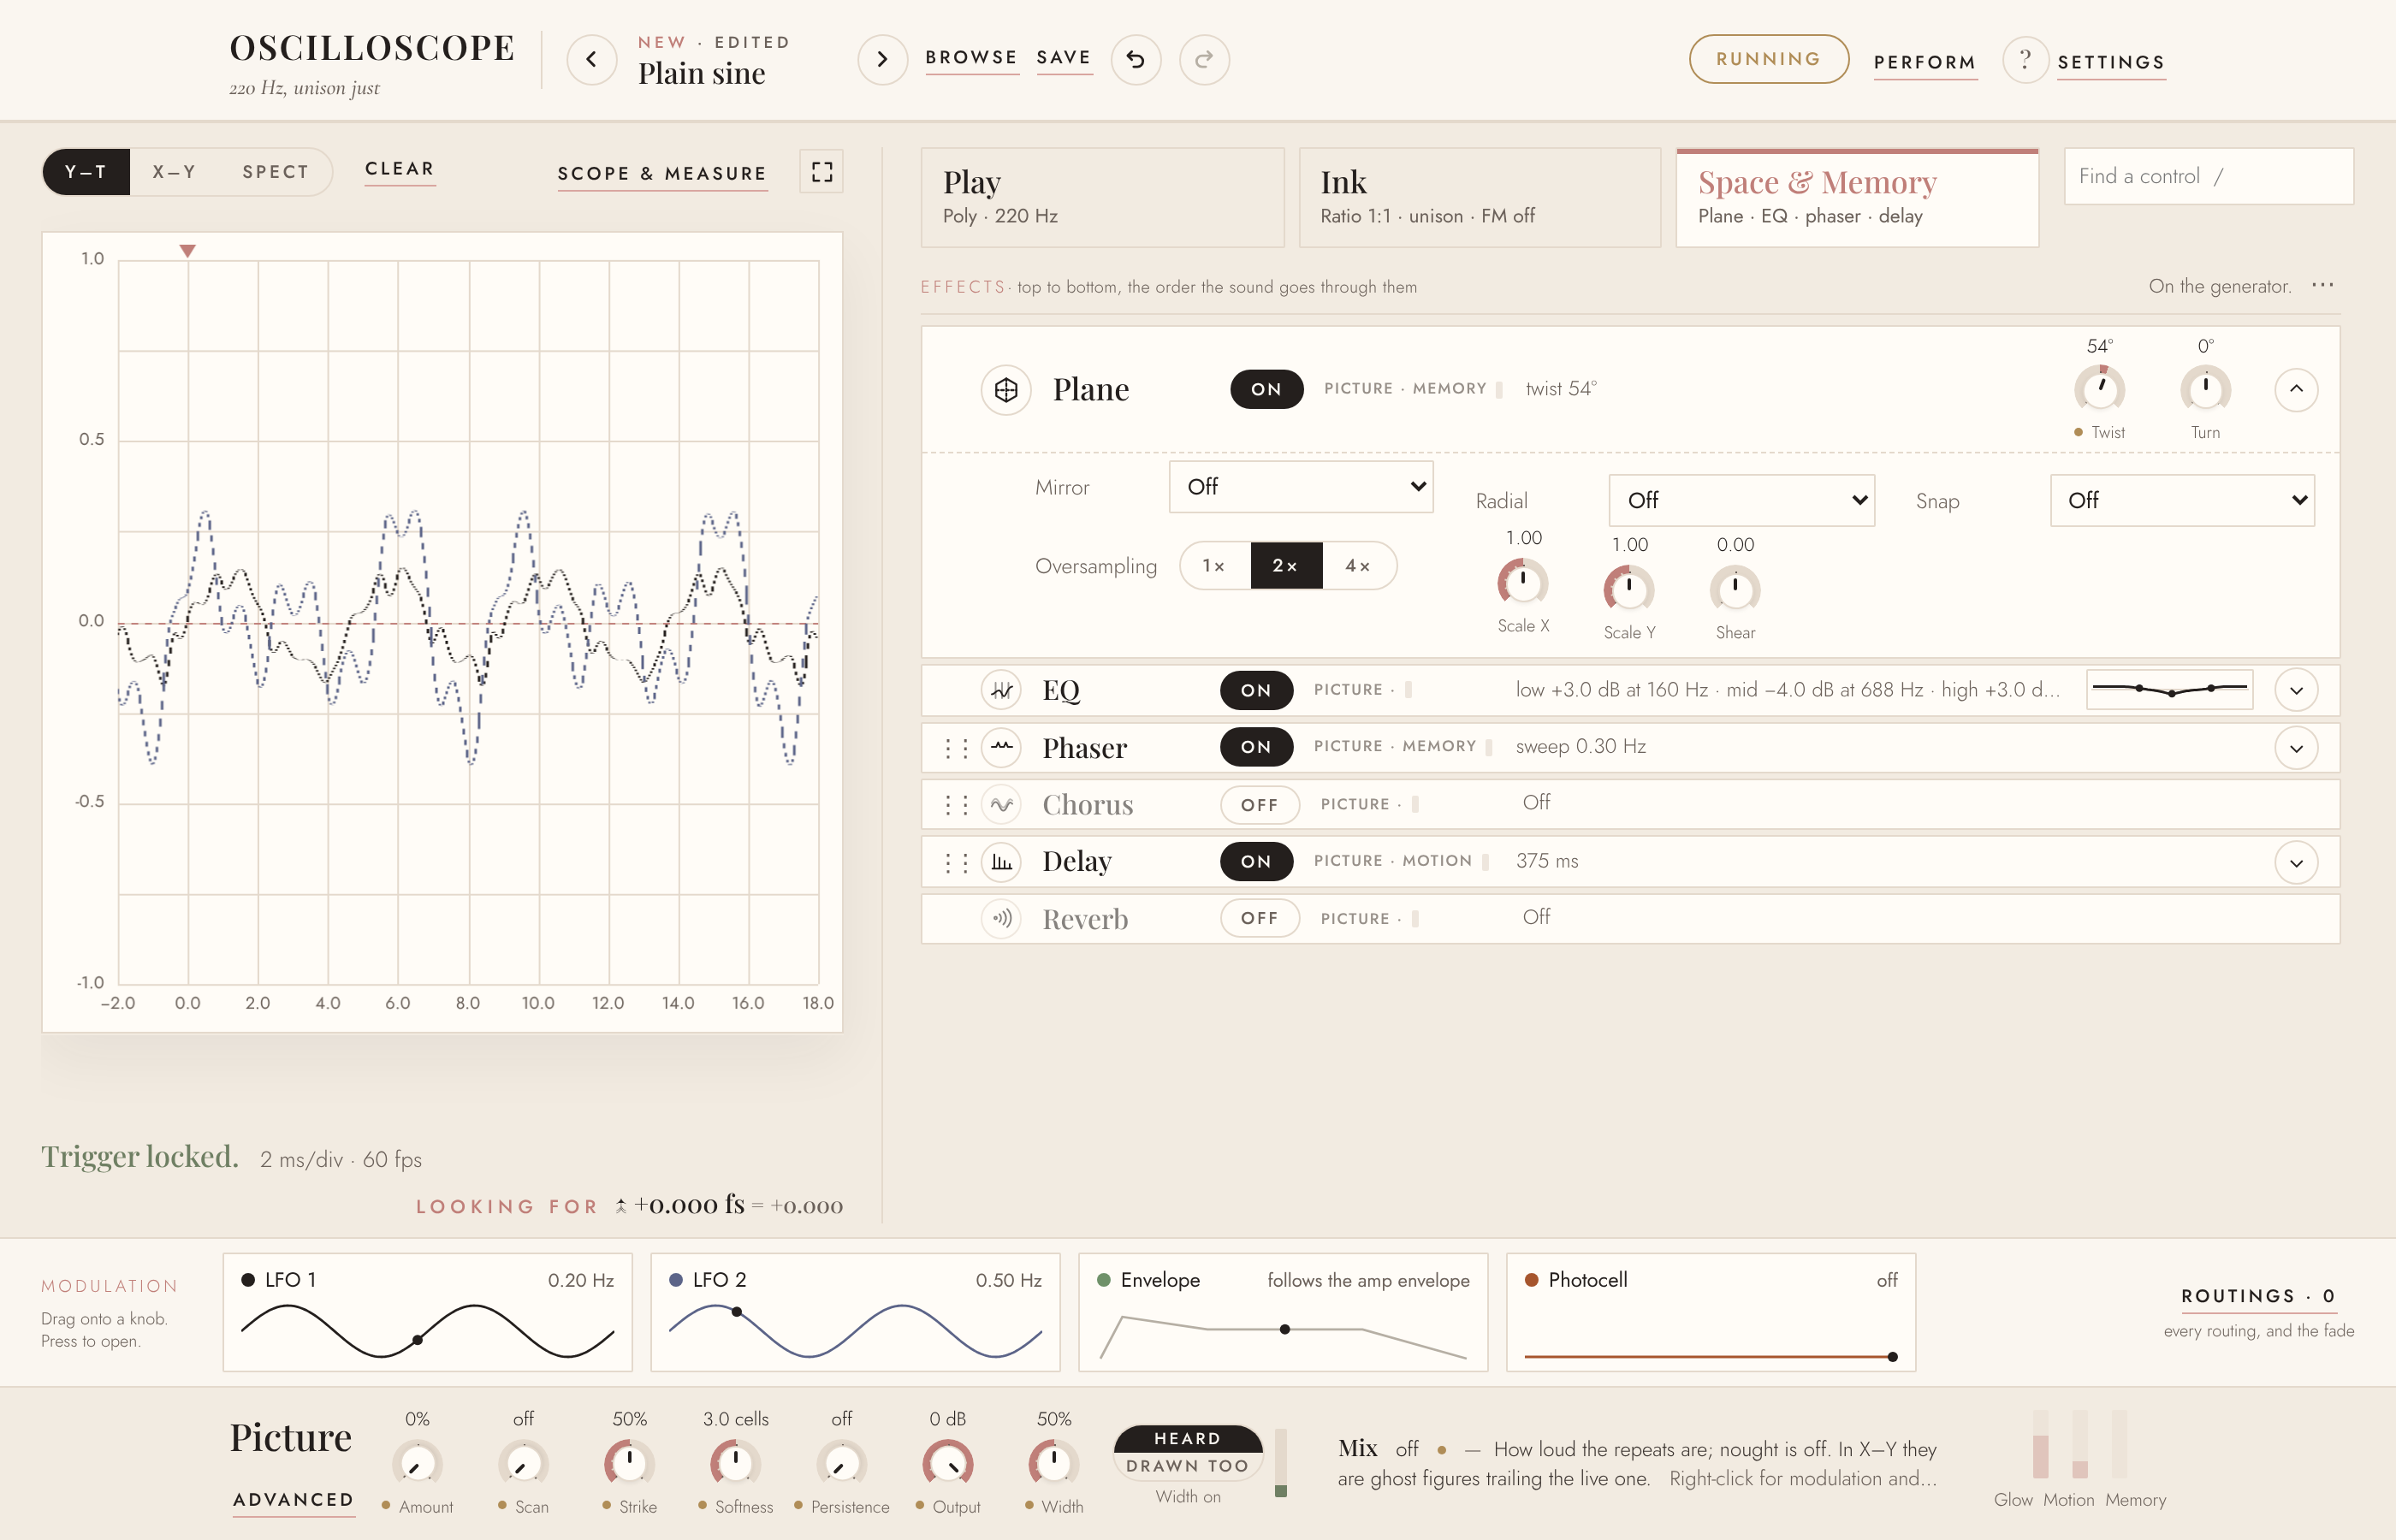 OSCILLOSCOPE
220 Hz, unison just
NEW · EDITED
Plain sine
BROWSE
SAVE
RUNNING
PERFORM
?
SETTINGS
Y–T
X–Y
SPECT
CLEAR
SCOPE & MEASURE
Play
Poly · 220 Hz
Ink
Ratio 1:1 · unison · FM off
Space & Memory
Plane · EQ · phaser · delay
Find a control /
1.0
0.5
0.0
-0.5
-1.0
−2.0 0.0 2.0 4.0 6.0 8.0 10.0 12.0 14.0 16.0 18.0
EFFECTS · top to bottom, the order the sound goes through them
On the generator. ···
Plane
ON
PICTURE · MEMORY
twist 54°
54°
Twist
0°
Turn
Mirror
Off
Radial
Off
Snap
Off
Oversampling
1× 2× 4×
1.00
Scale X
1.00
Scale Y
0.00
Shear
EQ
ON
PICTURE ·
low +3.0 dB at 160 Hz · mid −4.0 dB at 688 Hz · high +3.0 d...
Phaser
ON
PICTURE · MEMORY
sweep 0.30 Hz
Chorus
OFF
PICTURE ·
Off
Delay
ON
PICTURE · MOTION
375 ms
Reverb
OFF
PICTURE ·
Off
Trigger locked. 2 ms/div · 60 fps
LOOKING FOR +0.000 fs = +0.000
MODULATION
Drag onto a knob.
Press to open.
LFO 1
0.20 Hz
LFO 2
0.50 Hz
Envelope
follows the amp envelope
Photocell
off
ROUTINGS · 0
every routing, and the fade
Picture
ADVANCED
0%
Amount
off
Scan
50%
Strike
3.0 cells
Softness
off
Persistence
0 dB
Output
50%
Width
HEARD
DRAWN TOO
Width on
Mix off — How loud the repeats are; nought is off. In X–Y they
are ghost figures trailing the live one. Right-click for modulation and...
Glow Motion Memory